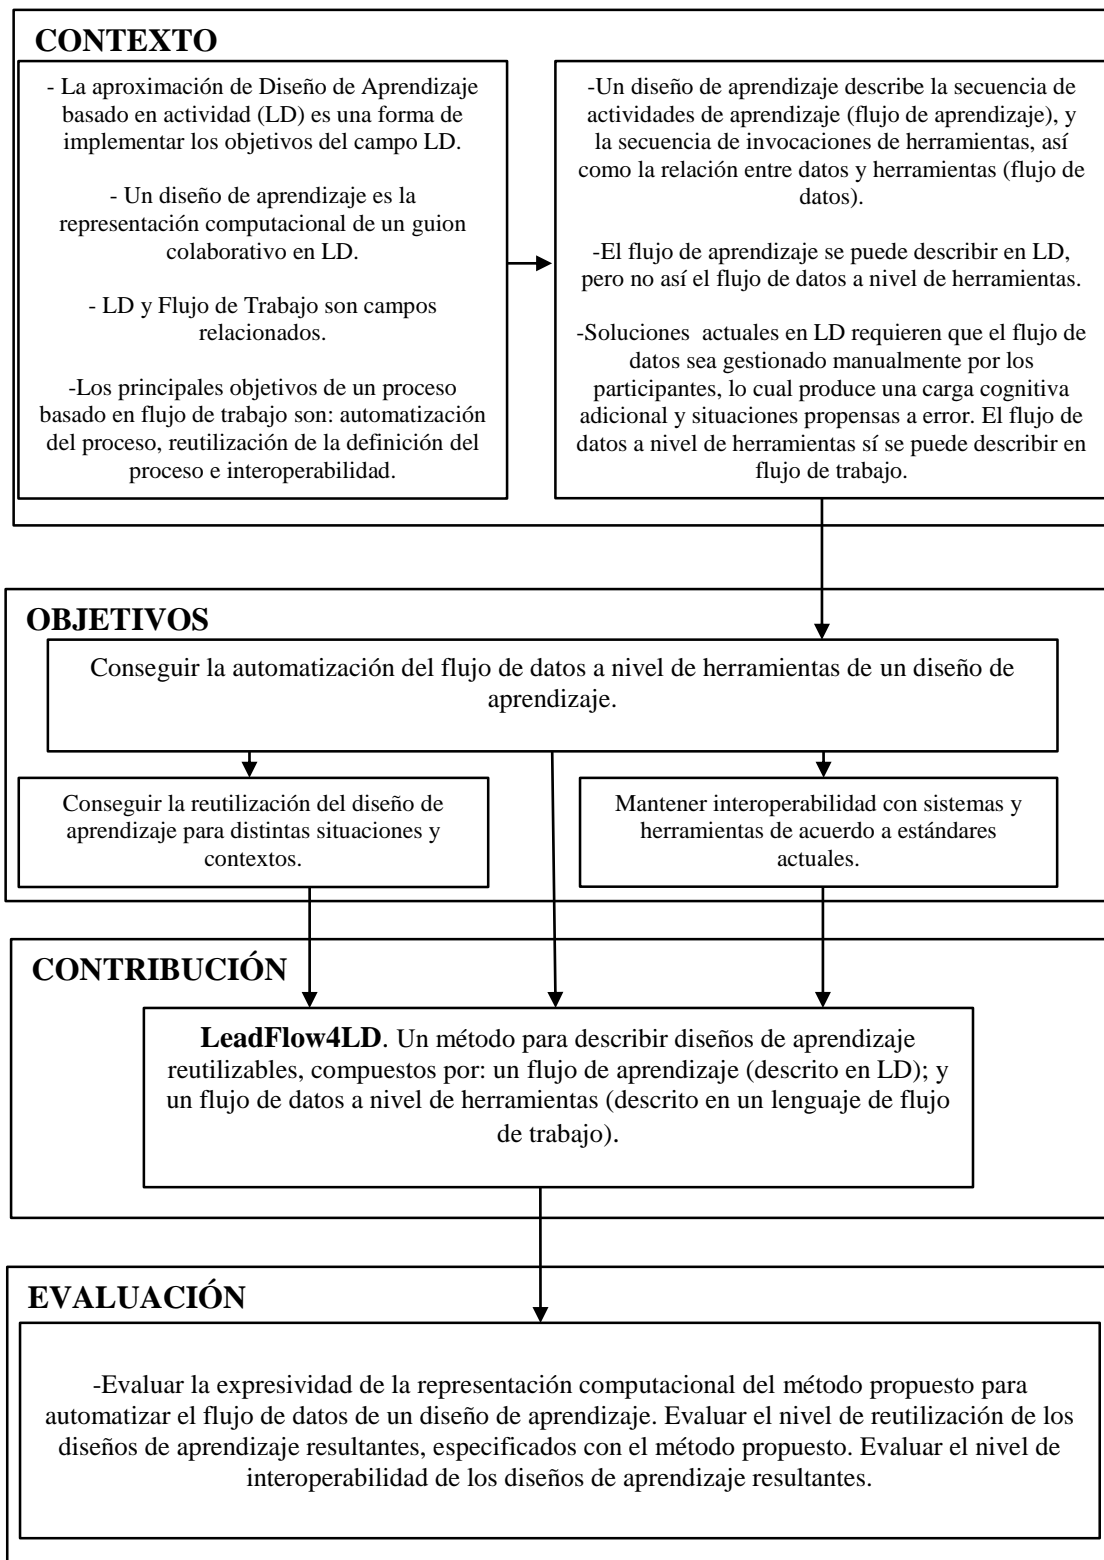 CONTEXTO
- La aproximación de Diseño de Aprendizaje
basado en actividad (LD) es una forma de
implementar los objetivos del campo LD.
- Un diseño de aprendizaje es la
representación computacional de un guion
colaborativo en LD.
- LD y Flujo de Trabajo son campos
relacionados.
-Los principales objetivos de un proceso
basado en flujo de trabajo son: automatización
del proceso, reutilización de la definición del
proceso e interoperabilidad.
-Un diseño de aprendizaje describe la secuencia
de actividades de aprendizaje (flujo de aprendizaje), y
la secuencia de invocaciones de herramientas, así
como la relación entre datos y herramientas (flujo de
datos).
-El flujo de aprendizaje se puede describir en LD,
pero no así el flujo de datos a nivel de herramientas.
-Soluciones  actuales en LD requieren que el flujo de
datos sea gestionado manualmente por los
participantes, lo cual produce una carga cognitiva
adicional y situaciones propensas a error. El flujo de
datos a nivel de herramientas sí se puede describir en
flujo de trabajo.
OBJETIVOS
Conseguir la automatización del flujo de datos a nivel de herramientas de un diseño de
aprendizaje.
Conseguir la reutilización del diseño de
aprendizaje para distintas situaciones y
contextos.
Mantener interoperabilidad con sistemas y
herramientas de acuerdo a estándares
actuales.
CONTRIBUCIÓN
LeadFlow4LD. Un método para describir diseños de aprendizaje
reutilizables, compuestos por: un flujo de aprendizaje (descrito en LD); y
un flujo de datos a nivel de herramientas (descrito en un lenguaje de flujo
de trabajo).
EVALUACIÓN
-Evaluar la expresividad de la representación computacional del método propuesto para
automatizar el flujo de datos de un diseño de aprendizaje. Evaluar el nivel de reutilización de los
diseños de aprendizaje resultantes, especificados con el método propuesto. Evaluar el nivel de
interoperabilidad de los diseños de aprendizaje resultantes.